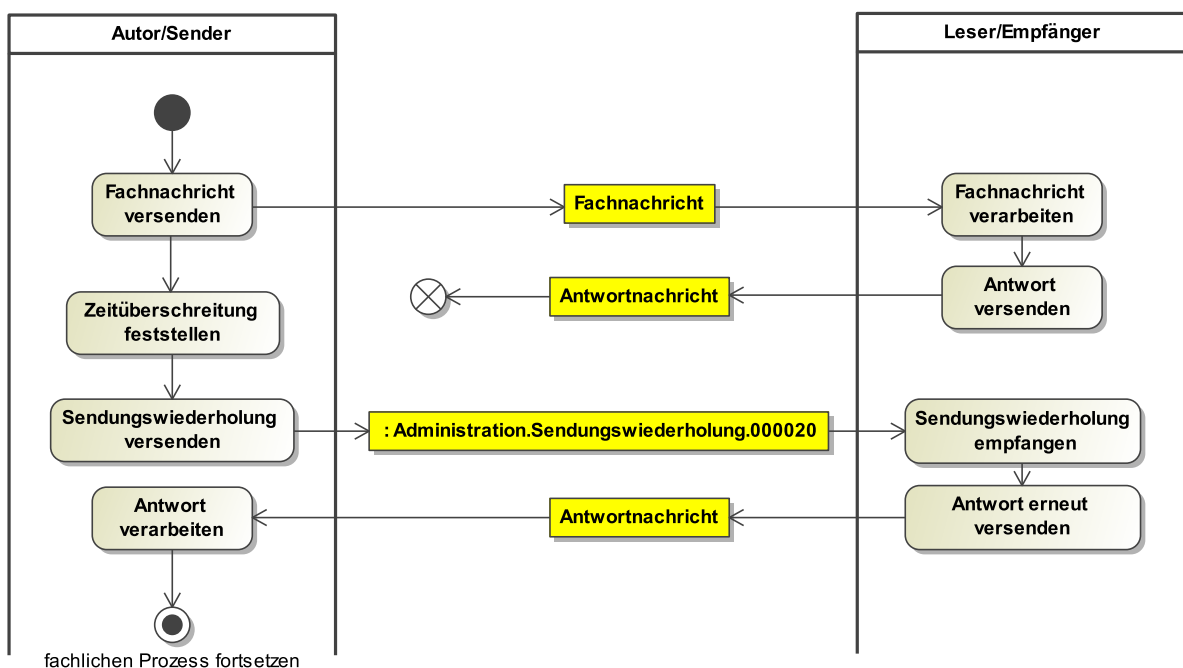 Autor/Sender
Leser/Empfänger
Fachnachricht
versenden
Fachnachricht
Fachnachricht
verarbeiten
Zeitüberschreitung
feststellen
Antwortnachricht
Antwort
versenden
Sendungswiederholung
versenden
: Administration.Sendungswiederholung.000020
Sendungswiederholung
empfangen
Antwort
verarbeiten
Antwortnachricht
Antwort erneut
versenden
fachlichen Prozess fortsetzen